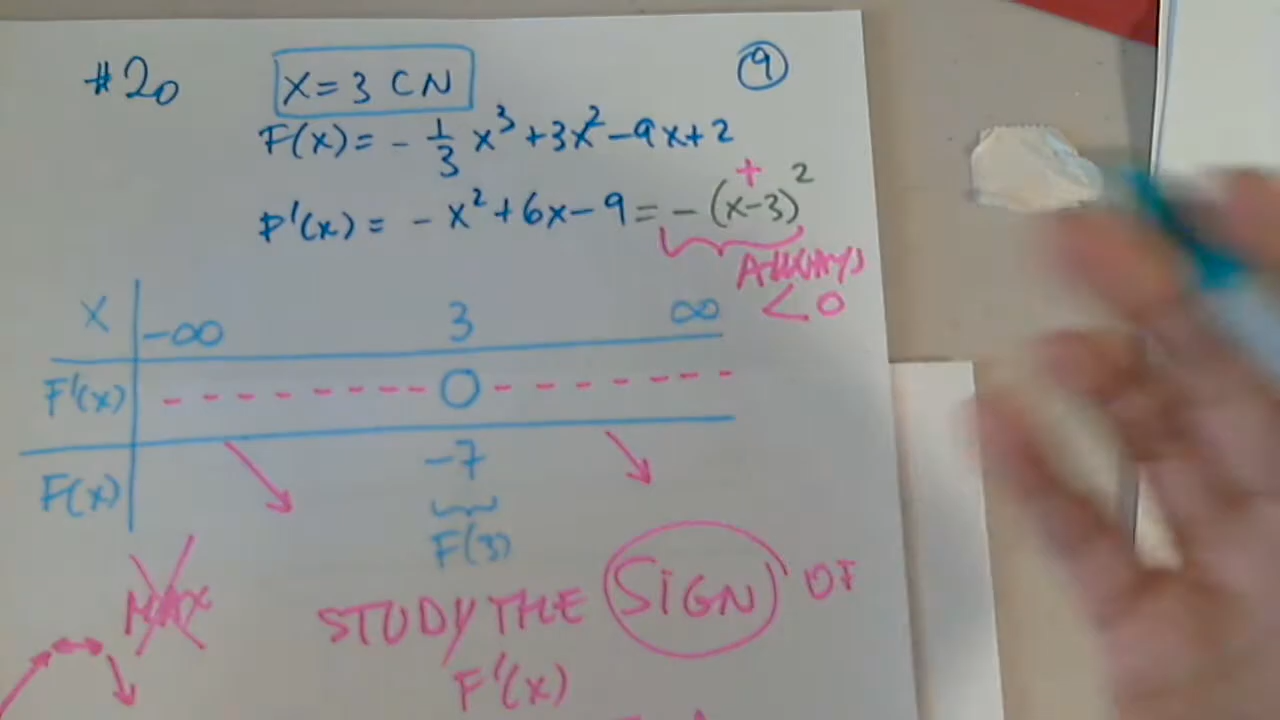 #20 X=3 CN 9
F(x) = - 1/3 x³ + 3x² - 9x + 2
F'(x) = - x² + 6x - 9 = - (x-3)²
+
ALWAYS
< 0
X -∞ 3 ∞
F'(x) - - - - - - - - 0 - - - - - - -
F(x) -7
F(3)
MAX
STUDY THE SIGN OF
F'(x)